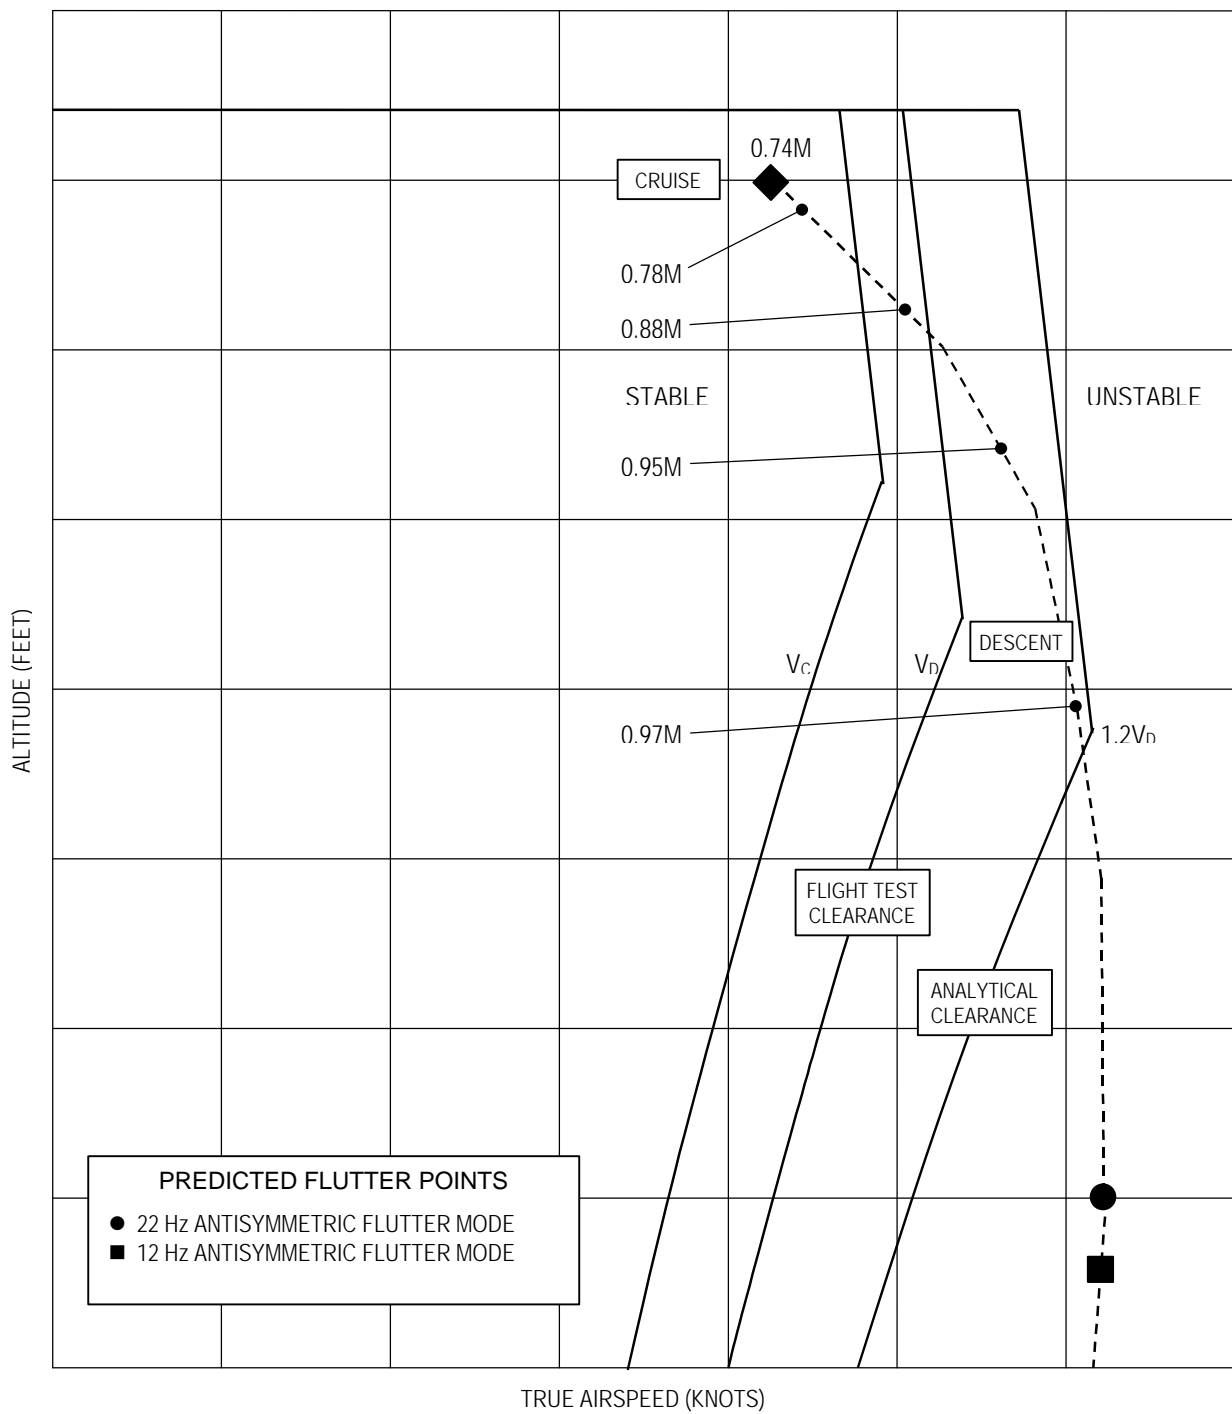 0.74M
CRUISE
0.78M
0.88M
STABLE
UNSTABLE
0.95M
DESCENT
VC
VD
0.97M
1.2VD
ALTITUDE (FEET)
FLIGHT TEST
CLEARANCE
ANALYTICAL
CLEARANCE
PREDICTED FLUTTER POINTS
22 Hz ANTISYMMETRIC FLUTTER MODE
12 Hz ANTISYMMETRIC FLUTTER MODE
TRUE AIRSPEED (KNOTS)